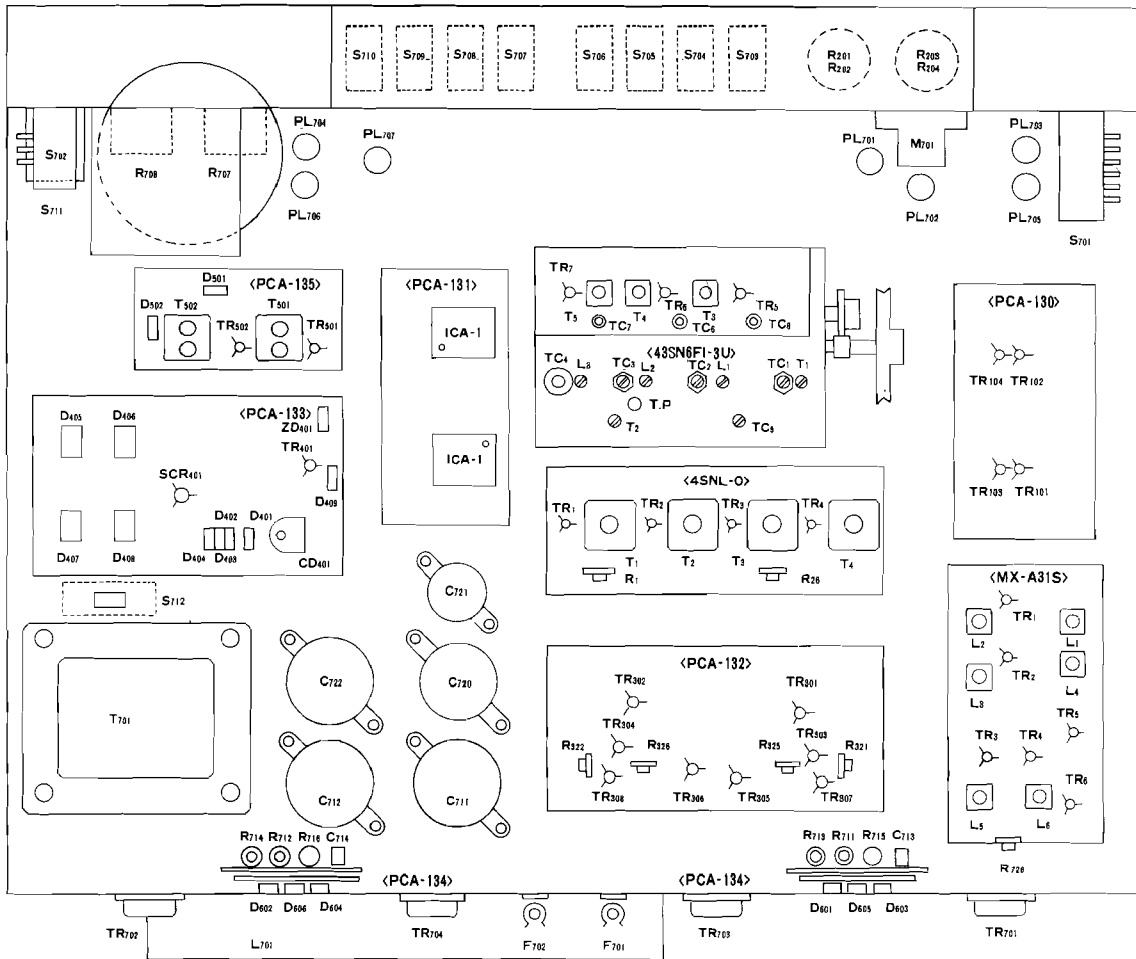 S710 S709 S708 S707 S706 S705 S704 S703 R201 R203
R202 R204
S702 R708 R707 PL704 PL707 PL701 M701 PL703
S711 PL706 PL702 PL705 S701
<PCA-135>
D501
D502 T502 T501
TR502 TR501
<PCA-131>
ICA-1
ICA-1
TR7 T5 T4 TR6 T3 TR5
TC7 TC6 TC8
<43SN6F1-3U>
TC4 L3 TC3 L2 TC2 L1 TC1 T1
T.P
T2 TC5
<PCA-130>
TR104 TR102
TR103 TR101
<PCA-133>
D405 D406 ZD401
TR401
SCR401
D409
D402 D401
D407 D408 D404 D403 CD401
S712
<4SNL-0>
TR1 TR2 TR3 TR4
T1 T2 T3 T4
R1 R26
<MX-A31S>
TR1
L2 L1
TR2
L3 L4
TR5
TR3 TR4
TR6
L5 L6
R728
C721
C722 C720
T701
C712 C711
<PCA-132>
TR302 TR301
TR304 TR303
R322 R326 R325 R321
TR308 TR306 TR305 TR307
R714 R712 R716 C714 R713 R711 R715 C713
<PCA-134> <PCA-134>
D602 D606 D604 D601 D605 D603
TR702 L701 TR704 F702 F701 TR703 TR701